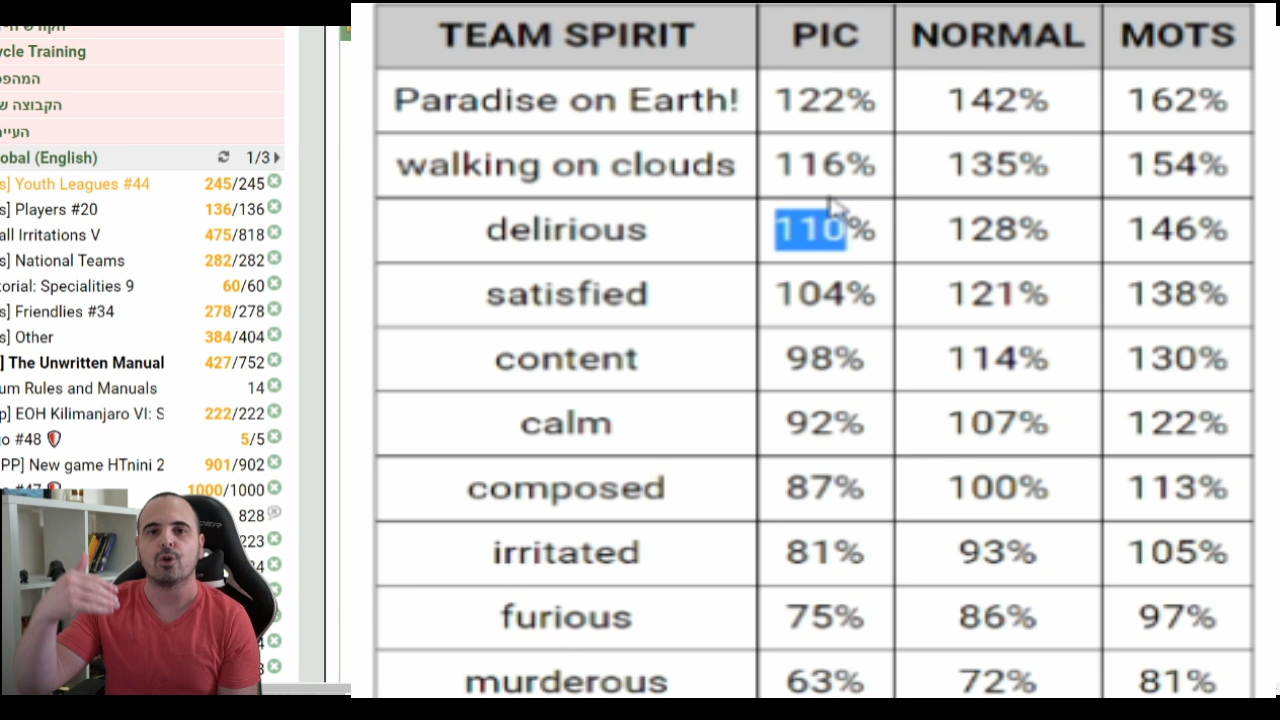 ycle Training
המהפ
הקבוצה ש
העיי
obal (English) 1/3
s] Youth Leagues #44 245/245
s] Players #20 136/136
all Irritations V 475/818
s] National Teams 282/282
orial: Specialities 9 60/60
s] Friendlies #34 278/278
s] Other 384/404
] The Unwritten Manual 427/752
um Rules and Manuals 14
p] EOH Kilimanjaro VI: S 222/222
o #48 5/5
PP] New game HTnini 2 901/902
1000/1000
828
223
TEAM SPIRIT PIC NORMAL MOTS
Paradise on Earth! 122% 142% 162%
walking on clouds 116% 135% 154%
delirious 110% 128% 146%
satisfied 104% 121% 138%
content 98% 114% 130%
calm 92% 107% 122%
composed 87% 100% 113%
irritated 81% 93% 105%
furious 75% 86% 97%
murderous 63% 72% 81%